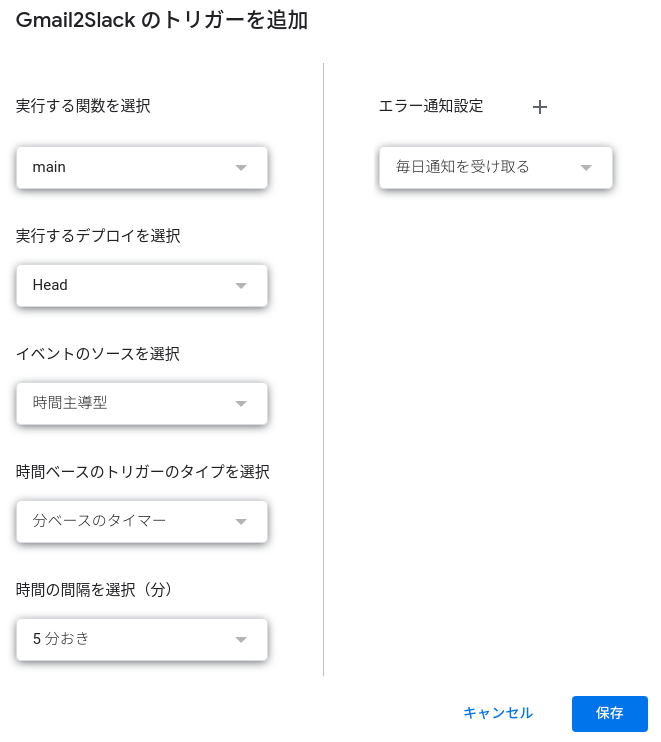 Gmail2Slack のトリガーを追加
実行する関数を選択
main
実行するデプロイを選択
Head
イベントのソースを選択
時間主導型
時間ベースのトリガーのタイプを選択
分ベースのタイマー
時間の間隔を選択（分）
5 分おき
エラー通知設定
毎日通知を受け取る
キャンセル
保存